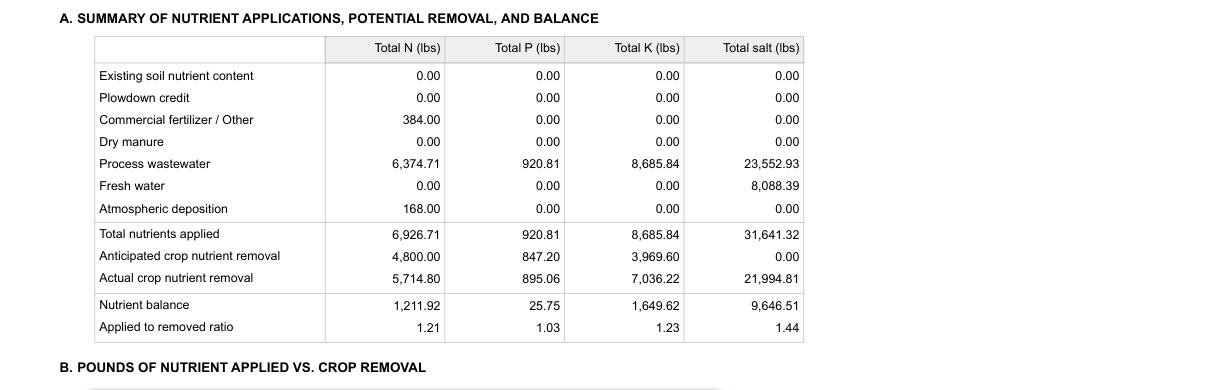 A. SUMMARY OF NUTRIENT APPLICATIONS, POTENTIAL REMOVAL, AND BALANCE
Total N (lbs) Total P (lbs) Total K (lbs) Total salt (lbs)
Existing soil nutrient content 0.00 0.00 0.00 0.00
Plowdown credit 0.00 0.00 0.00 0.00
Commercial fertilizer / Other 384.00 0.00 0.00 0.00
Dry manure 0.00 0.00 0.00 0.00
Process wastewater 6,374.71 920.81 8,685.84 23,552.93
Fresh water 0.00 0.00 0.00 8,088.39
Atmospheric deposition 168.00 0.00 0.00 0.00
Total nutrients applied 6,926.71 920.81 8,685.84 31,641.32
Anticipated crop nutrient removal 4,800.00 847.20 3,969.60 0.00
Actual crop nutrient removal 5,714.80 895.06 7,036.22 21,994.81
Nutrient balance 1,211.92 25.75 1,649.62 9,646.51
Applied to removed ratio 1.21 1.03 1.23 1.44
B. POUNDS OF NUTRIENT APPLIED VS. CROP REMOVAL